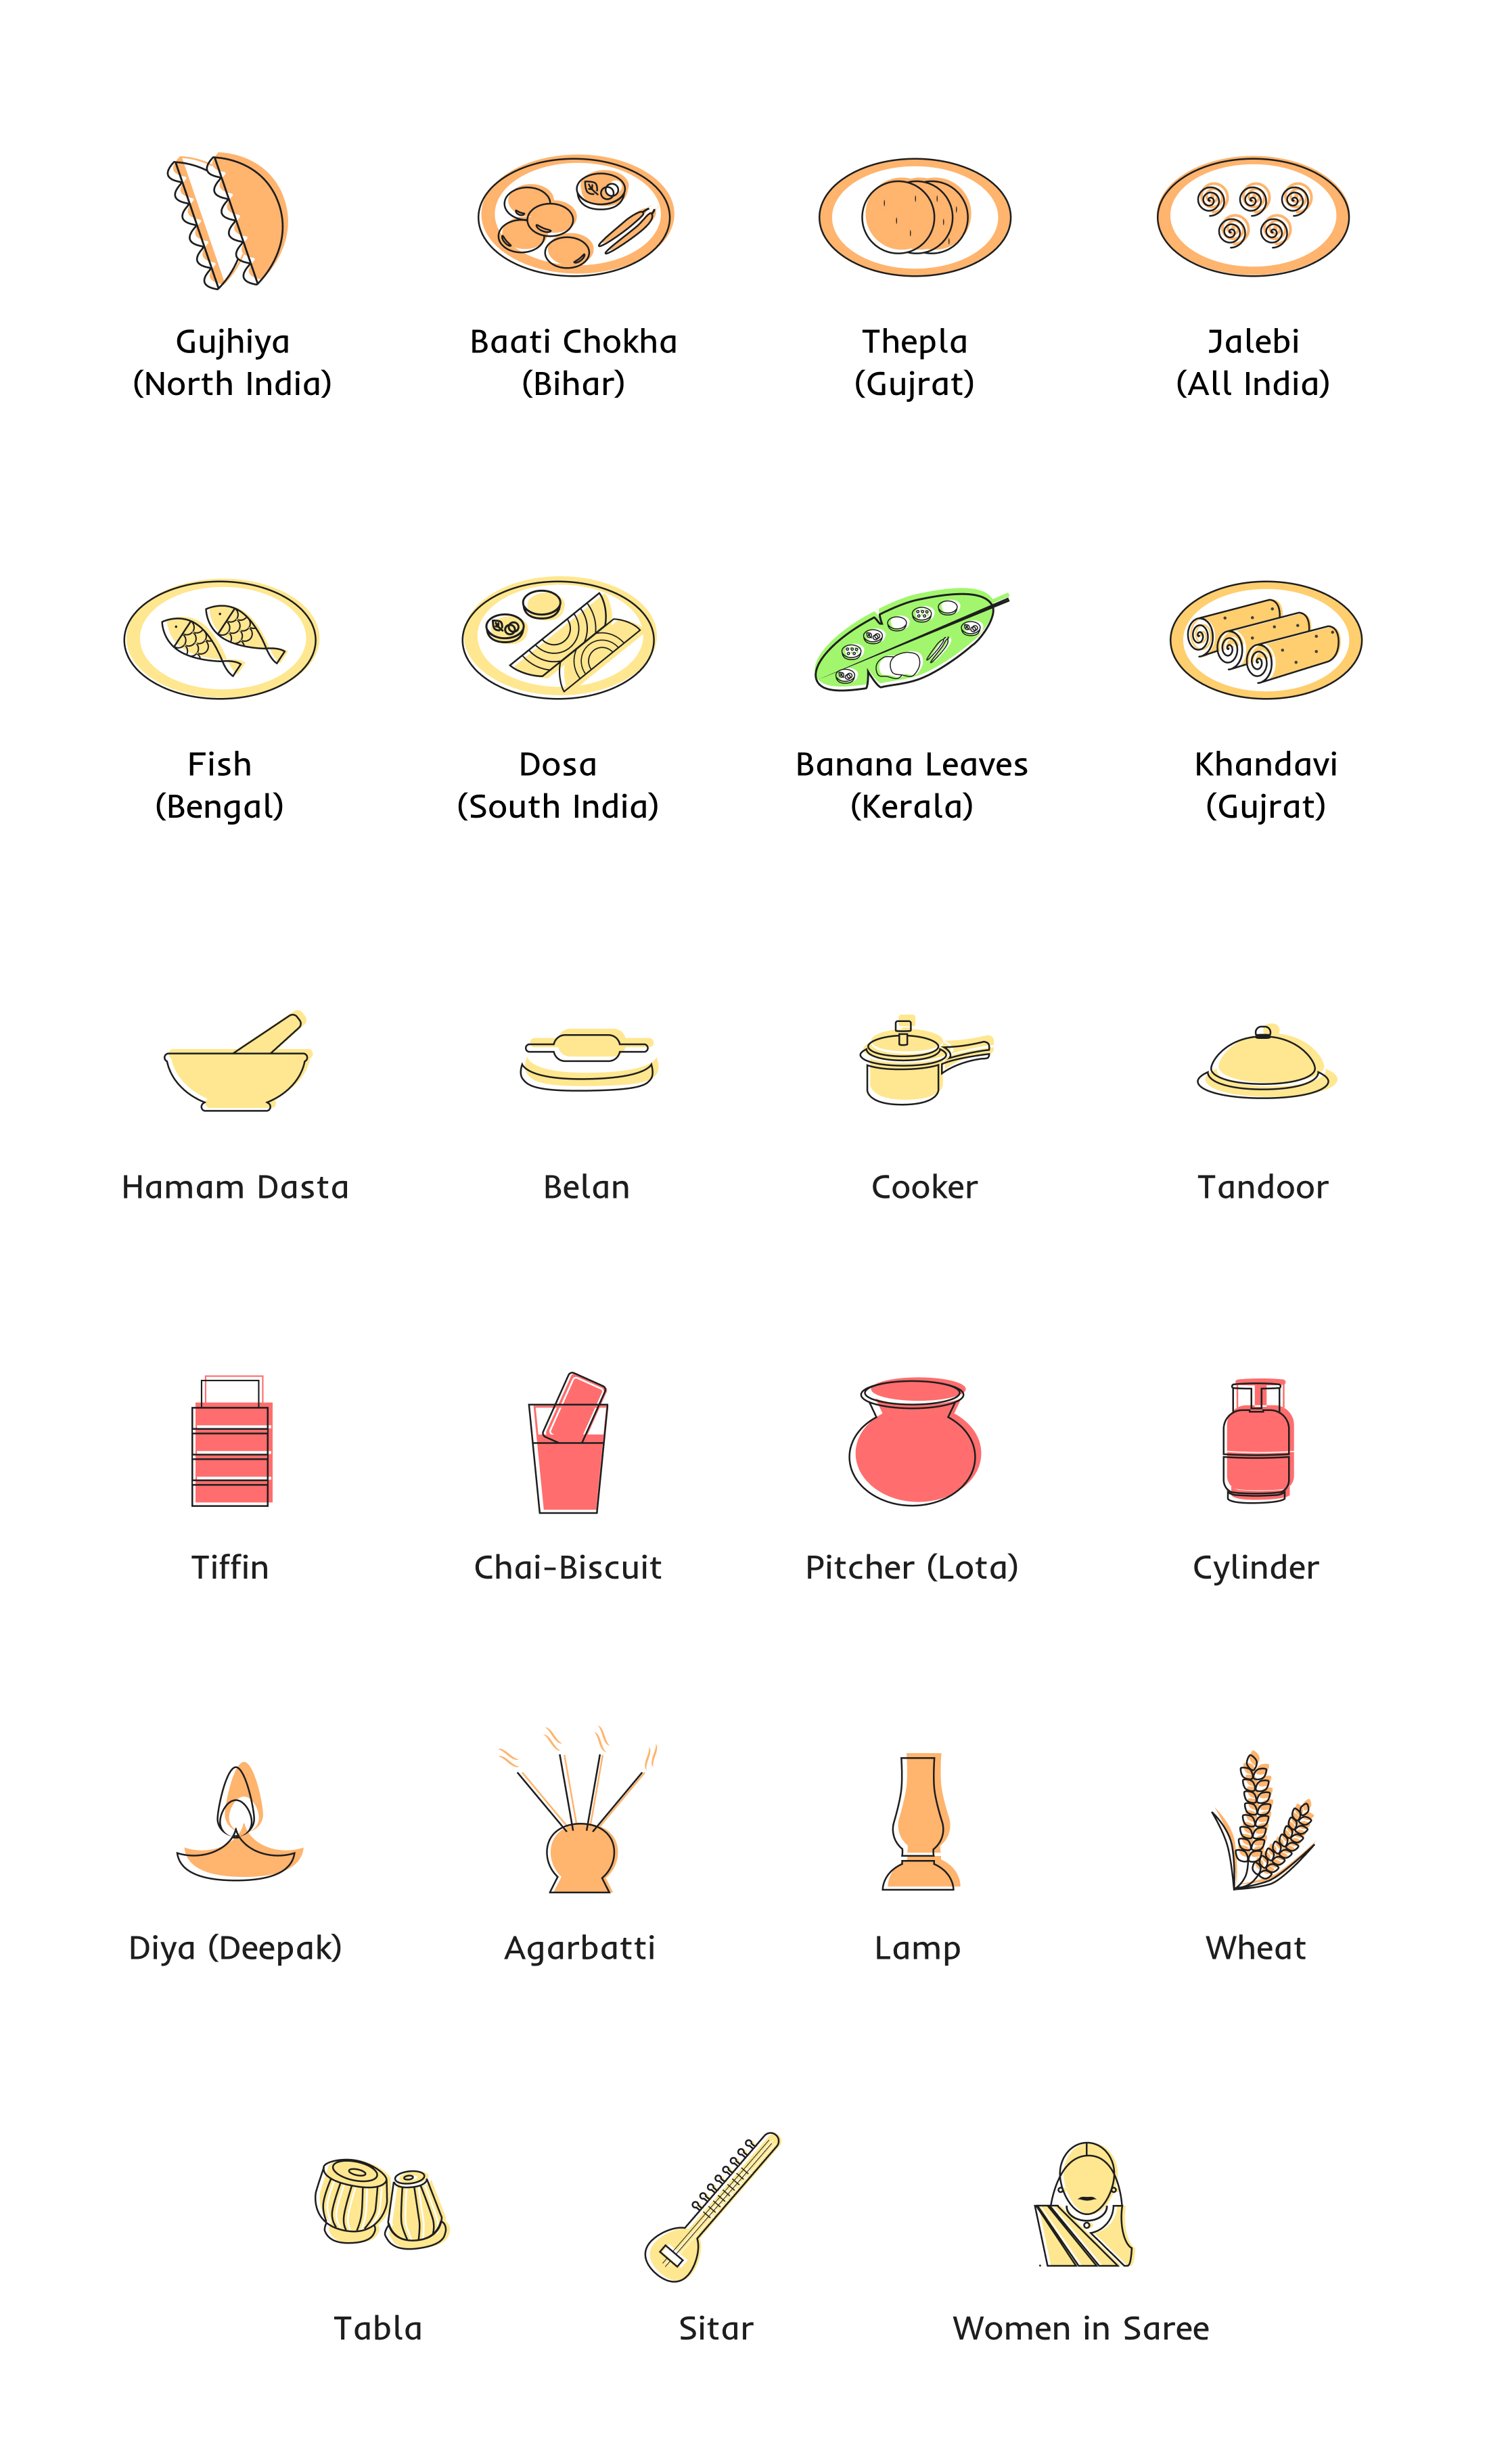 Gujhiya
(North India)
Baati Chokha
(Bihar)
Thepla
(Gujrat)
Jalebi
(All India)
Fish
(Bengal)
Dosa
(South India)
Banana Leaves
(Kerala)
Khandavi
(Gujrat)
Hamam Dasta
Belan
Cooker
Tandoor
Tiffin
Chai-Biscuit
Pitcher (Lota)
Cylinder
Diya (Deepak)
Agarbatti
Lamp
Wheat
Tabla
Sitar
Women in Saree